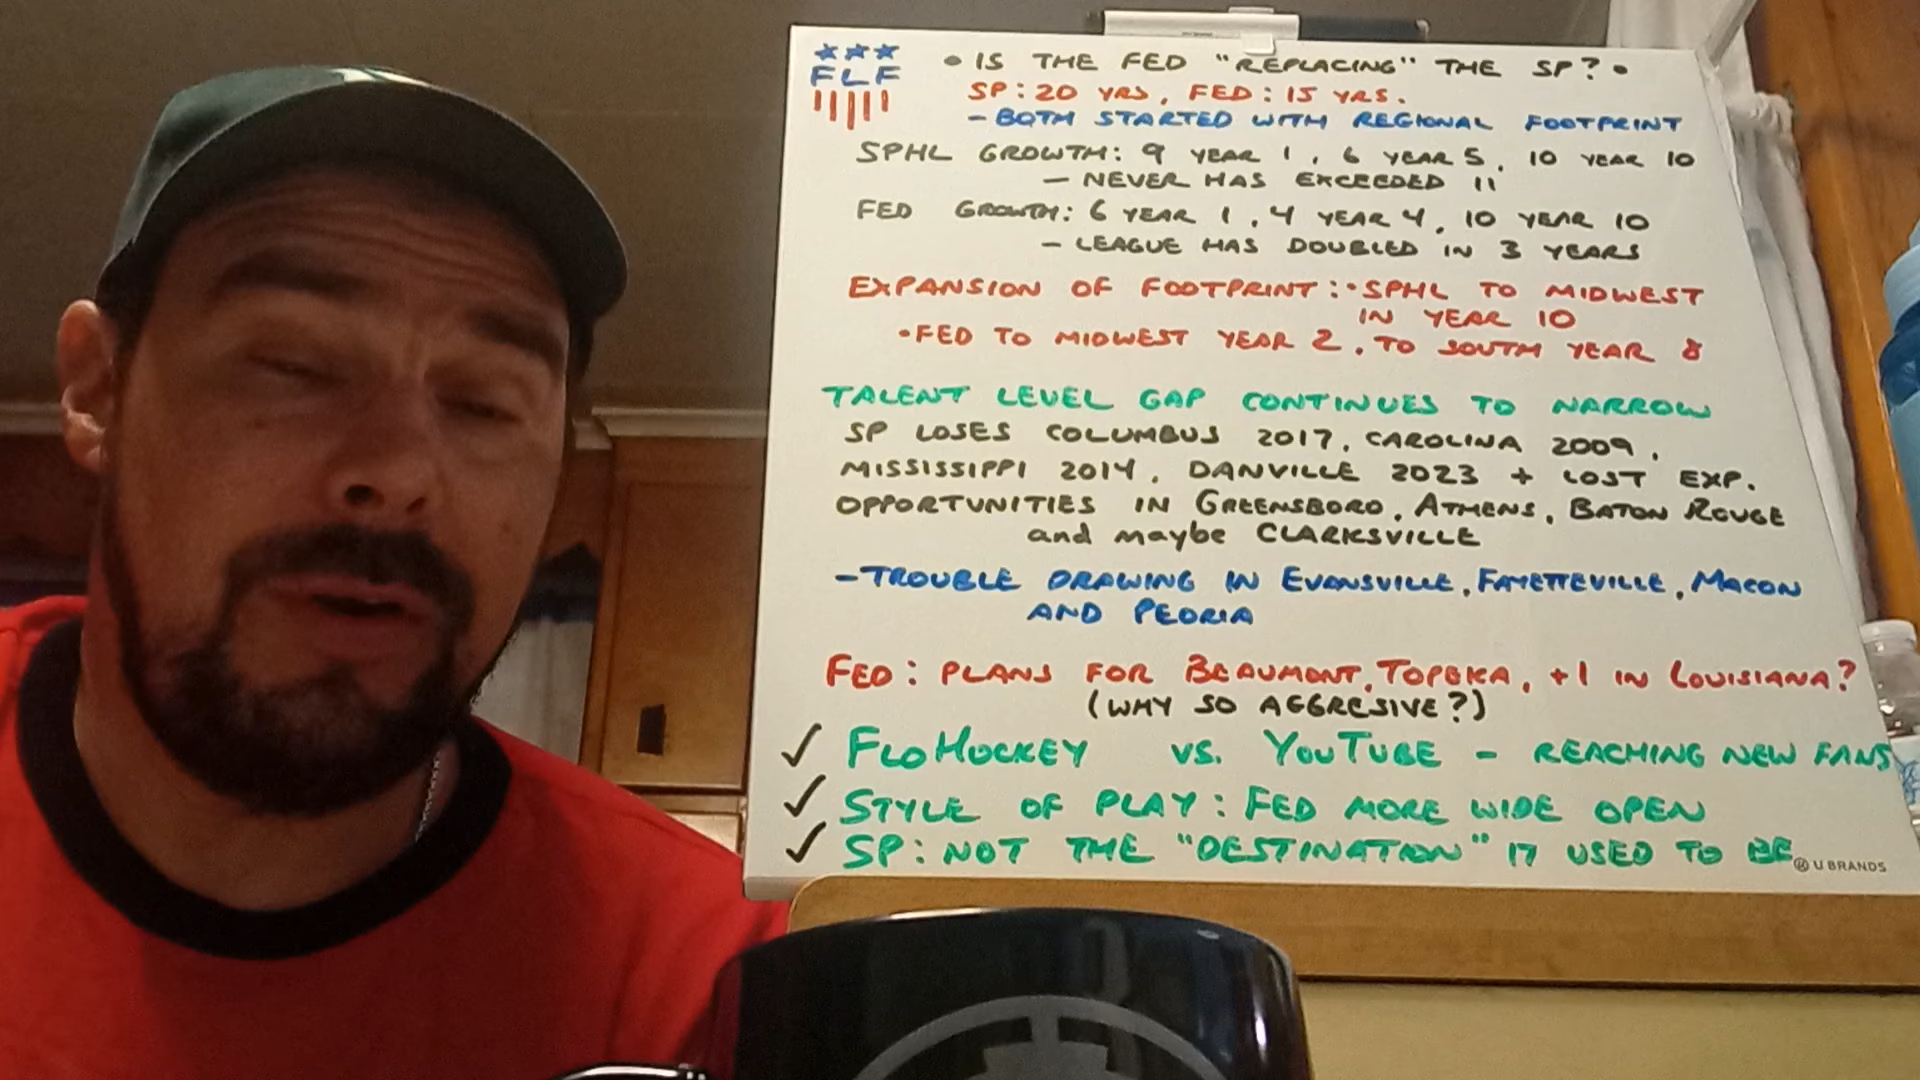 FLF
• IS THE FED "REPLACING" THE SP? •
SP: 20 YRS, FED: 15 YRS.
- BOTH STARTED WITH REGIONAL FOOTPRINT
SPHL GROWTH: 9 YEAR 1, 6 YEAR 5, 10 YEAR 10
- NEVER HAS EXCEEDED 11
FED GROWTH: 6 YEAR 1, 4 YEAR 4, 10 YEAR 10
- LEAGUE HAS DOUBLED IN 3 YEARS
EXPANSION OF FOOTPRINT: • SPHL TO MIDWEST
IN YEAR 10
• FED TO MIDWEST YEAR 2, TO SOUTH YEAR 8
TALENT LEVEL GAP CONTINUES TO NARROW
SP LOSES COLUMBUS 2017, CAROLINA 2009,
MISSISSIPPI 2014, DANVILLE 2023 + LOST EXP.
OPPORTUNITIES IN GREENSBORO, ATHENS, BATON ROUGE
and maybe CLARKSVILLE
- TROUBLE DRAWING IN EVANSVILLE, FAYETTEVILLE, MACON
AND PEORIA
FED: PLANS FOR BEAUMONT, TOPEKA, +1 IN LOUISIANA?
(WHY SO AGGRESIVE?)
✓ FLOHOCKEY VS. YOUTUBE - REACHING NEW FANS
✓ STYLE OF PLAY: FED MORE WIDE OPEN
✓ SP: NOT THE "DESTINATION" IT USED TO BE
U BRANDS